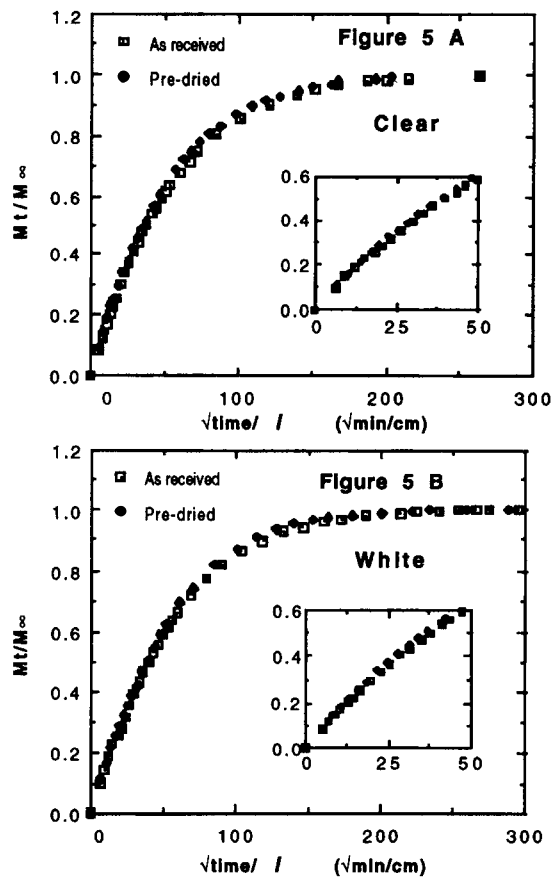 1.2
As received
Figure 5 A
Pre-dried
1.0
Clear
0.8
Mt/M∞
0.6
0.6
0.4
0.4
0.2
0.2
0.0
0 25 50
0.0
0 100 200 300
√time/ l (√min/cm)
1.2
As received
Figure 5 B
Pre-dried
1.0
White
0.8
Mt/M∞
0.6
0.6
0.4
0.4
0.2
0.2
0.0
0 25 50
0.0
0 100 200 300
√time/ l (√min/cm)